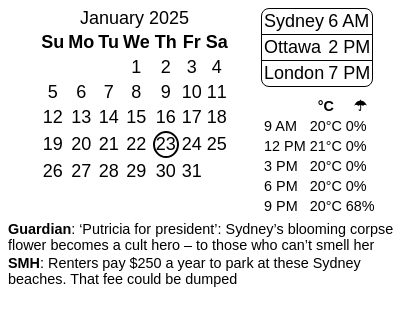 January 2025
Su Mo Tu We Th Fr Sa
1 2 3 4
5 6 7 8 9 10 11
12 13 14 15 16 17 18
19 20 21 22 23 24 25
26 27 28 29 30 31
Sydney 6 AM
Ottawa 2 PM
London 7 PM
°C ☂
9 AM 20°C 0%
12 PM 21°C 0%
3 PM 20°C 0%
6 PM 20°C 0%
9 PM 20°C 68%
Guardian: ‘Putricia for president’: Sydney’s blooming corpse
flower becomes a cult hero – to those who can’t smell her
SMH: Renters pay $250 a year to park at these Sydney
beaches. That fee could be dumped